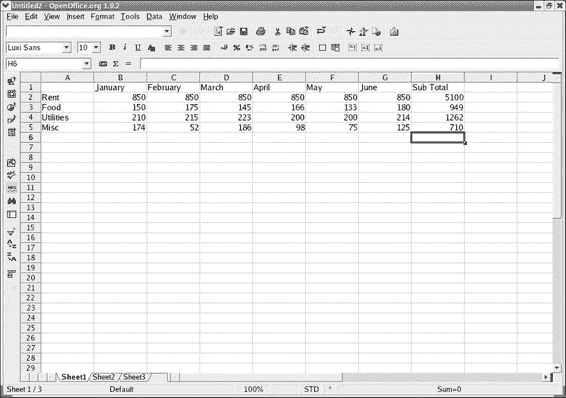 Untitled2 - OpenOffice.org 1.0.2
File Edit View Insert Format Tools Data Window Help
Luxi Sans 10 B i U A
H6 Σ =
A B C D E F G H I J
1 January February March April May June Sub Total
2 Rent 850 850 850 850 850 850 5100
3 Food 150 175 145 166 133 180 949
4 Utilities 210 215 223 200 200 214 1262
5 Misc 174 52 186 98 75 125 710
6
7
8
9
10
11
12
13
14
15
16
17
18
19
20
21
22
23
24
25
26
27
28
29
Sheet1 Sheet2 Sheet3
Sheet 1 / 3 Default 100% STD * Sum=0